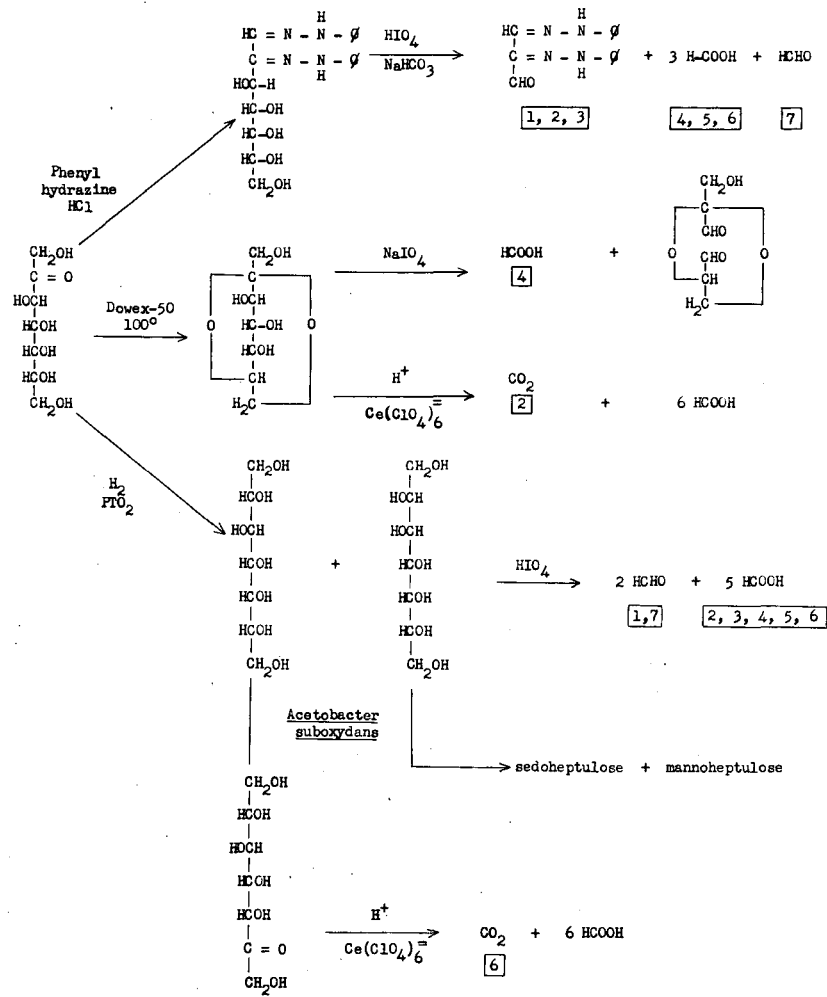 H
HC = N - N - Ø
C = N - N - Ø
H
HOC-H
HC-OH
HC-OH
HC-OH
CH2OH
HIO4
NaHCO3
H
HC = N - N - Ø
C = N - N - Ø
H
CHO
+ 3 H-COOH + HCHO
1, 2, 3
4, 5, 6
7
Phenyl
hydrazine
HCl
CH2OH
C = O
HOCH
HCOH
HCOH
HCOH
CH2OH
Dowex-50
100°
CH2OH
C
HOCH
HC-OH
HCOH
CH
H2C
O
O
NaIO4
HCOOH
4
+
CH2OH
C
CHO
CHO
CH
H2C
O
O
H+
Ce(ClO4)6=
CO2
2
+ 6 HCOOH
H2
PTO2
CH2OH
HCOH
HOCH
HCOH
HCOH
HCOH
CH2OH
+
CH2OH
HOCH
HOCH
HCOH
HCOH
HCOH
CH2OH
HIO4
2 HCHO + 5 HCOOH
1,7
2, 3, 4, 5, 6
Acetobacter
suboxydans
sedoheptulose + mannoheptulose
CH2OH
HCOH
HOCH
HCOH
HCOH
C = O
CH2OH
H+
Ce(ClO4)6=
CO2 + 6 HCOOH
6